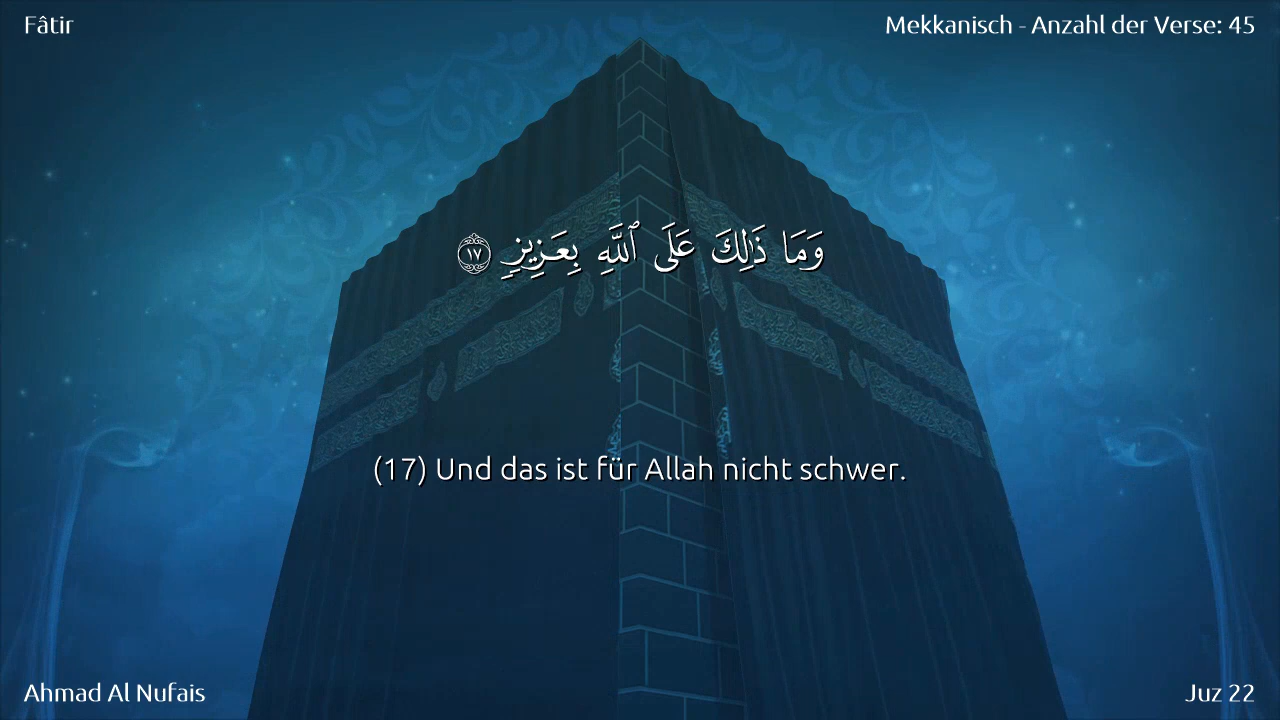 Fâtir
Mekkanisch - Anzahl der Verse: 45
وَمَا ذَٰلِكَ عَلَى ٱللَّهِ بِعَزِيزٍ ١٧
(17) Und das ist für Allah nicht schwer.
Ahmad Al Nufais
Juz 22